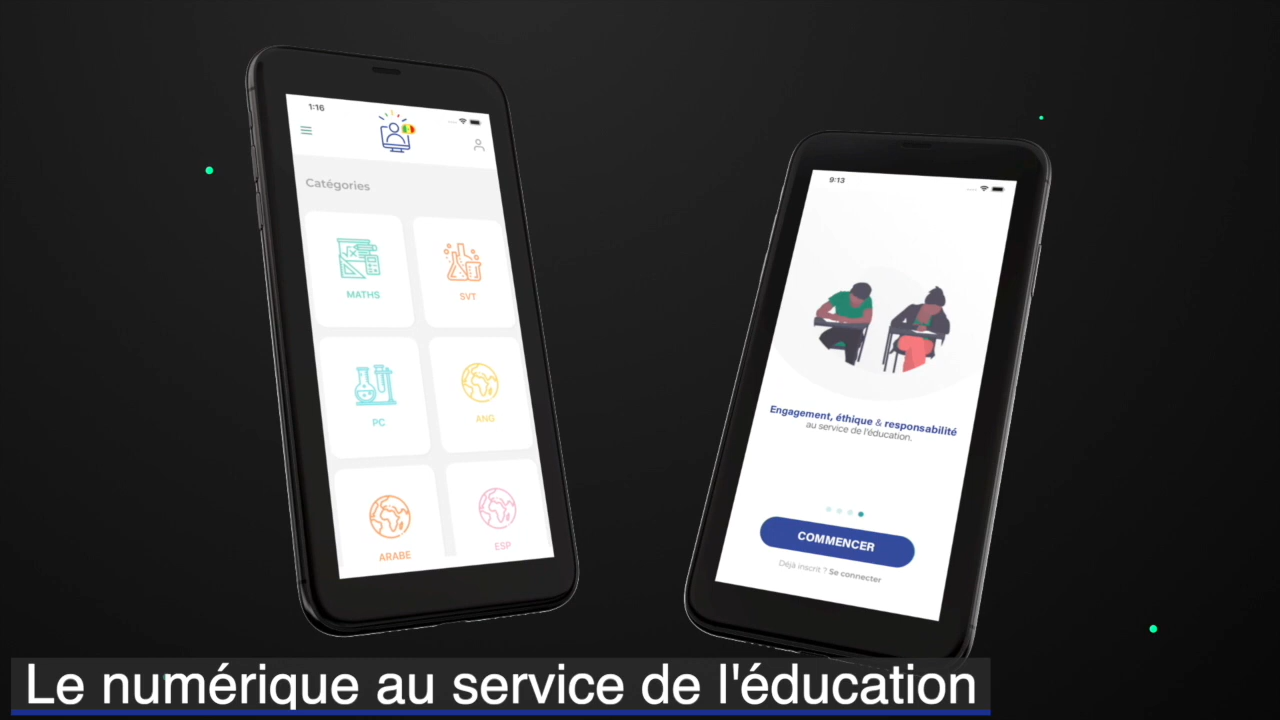 1:16
Catégories
MATHS
SVT
PC
ANG
ARABE
ESP
9:13
Engagement, éthique & responsabilité
au service de l'éducation.
COMMENCER
Déjà inscrit ? Se connecter
Le numérique au service de l'éducation